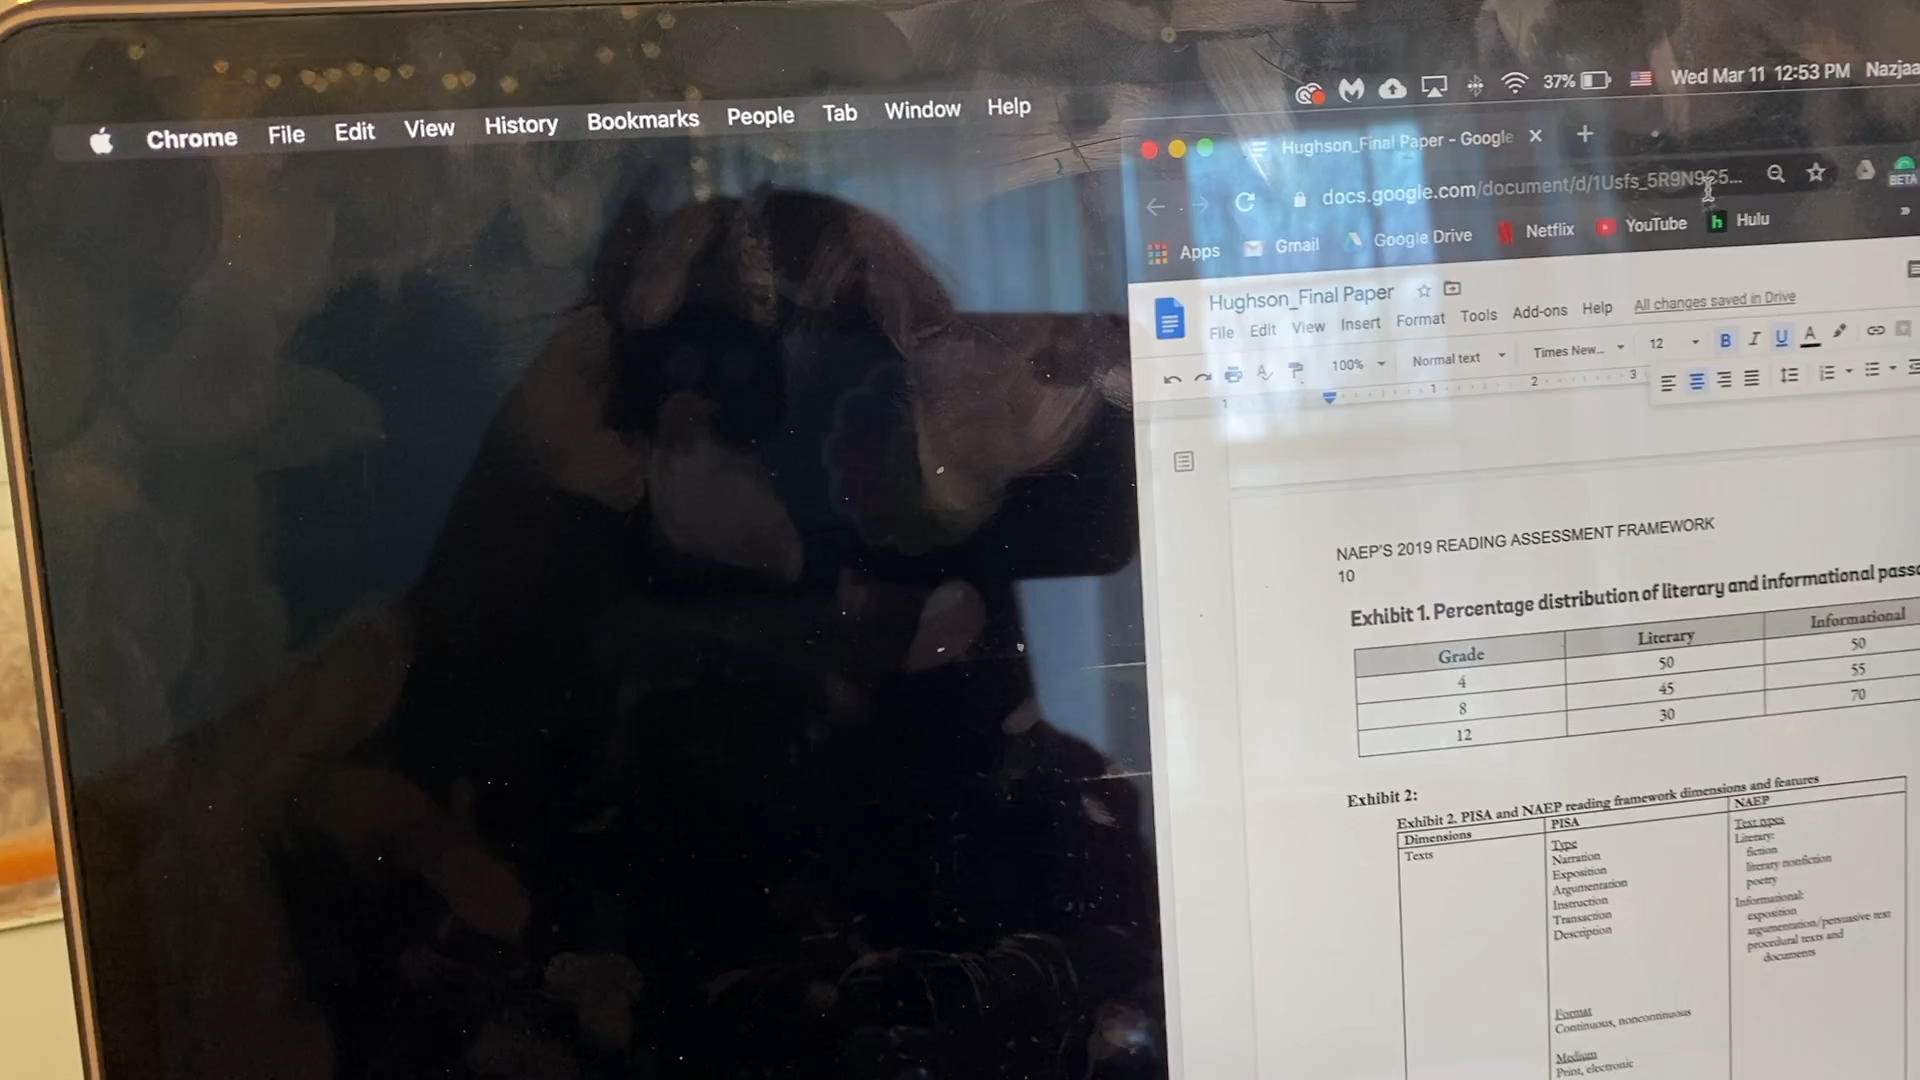 Chrome File Edit View History Bookmarks People Tab Window Help
37% Wed Mar 11 12:53 PM
Hughson_Final Paper - Google
docs.google.com/document/d/1Usfs_5R9N9
BETA
Apps Gmail Google Drive Netflix YouTube h Hulu »
Hughson_Final Paper
File Edit View Insert Format Tools Add-ons Help All changes saved in Drive
100% Normal text Times New... 12 B I U A
1 1 2 3
NAEP'S 2019 READING ASSESSMENT FRAMEWORK
10
Exhibit 1. Percentage distribution of literary and informational
Grade Literary Informational
4 50 50
8 45 55
12 30 70
Exhibit 2:
Exhibit 2. PISA and NAEP reading framework dimensions and features
Dimensions PISA NAEP
Texts
Type
Narration
Exposition
Argumentation
Instruction
Transaction
Description
Format
Continuous, noncontinuous
Medium
Print, electronic
Text types
Literary:
fiction
literary nonfiction
poetry
Informational:
exposition
argumentation/persuasive text
procedural texts and
documents